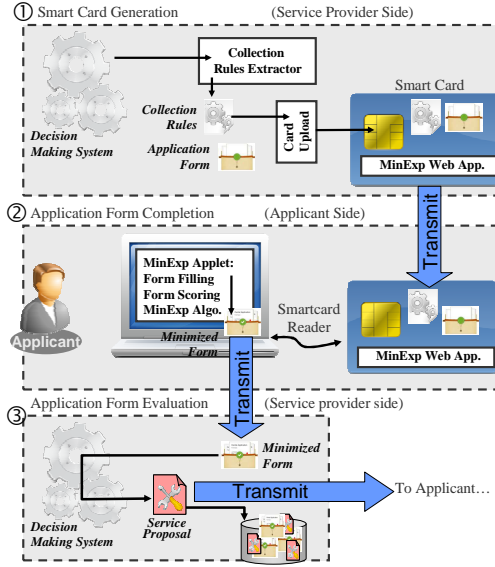 ① Smart Card Generation (Service Provider Side)
Collection
Rules Extractor
Smart Card
Collection
Rules
Decision
Making System
Application
Form
Card
Upload
MinExp Web App.
Transmit
② Application Form Completion (Applicant Side)
MinExp Applet:
Form Filling
Form Scoring
MinExp Algo.
Smartcard
Reader
Applicant
Minimized
Form
MinExp Web App.
Transmit
③ Application Form Evaluation (Service provider side)
Minimized
Form
Transmit
To Applicant...
Decision
Making System
Service
Proposal